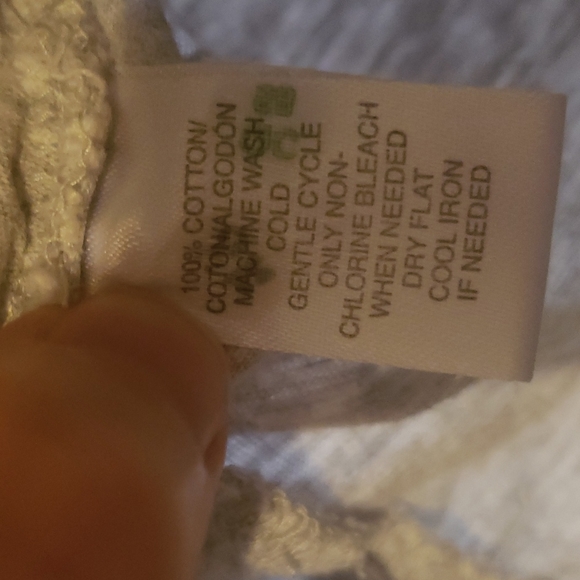 100% COTTON/
COTON/ALGODÓN
MACHINE WASH
COLD
GENTLE CYCLE
ONLY NON-
CHLORINE BLEACH
WHEN NEEDED
DRY FLAT
COOL IRON
IF NEEDED